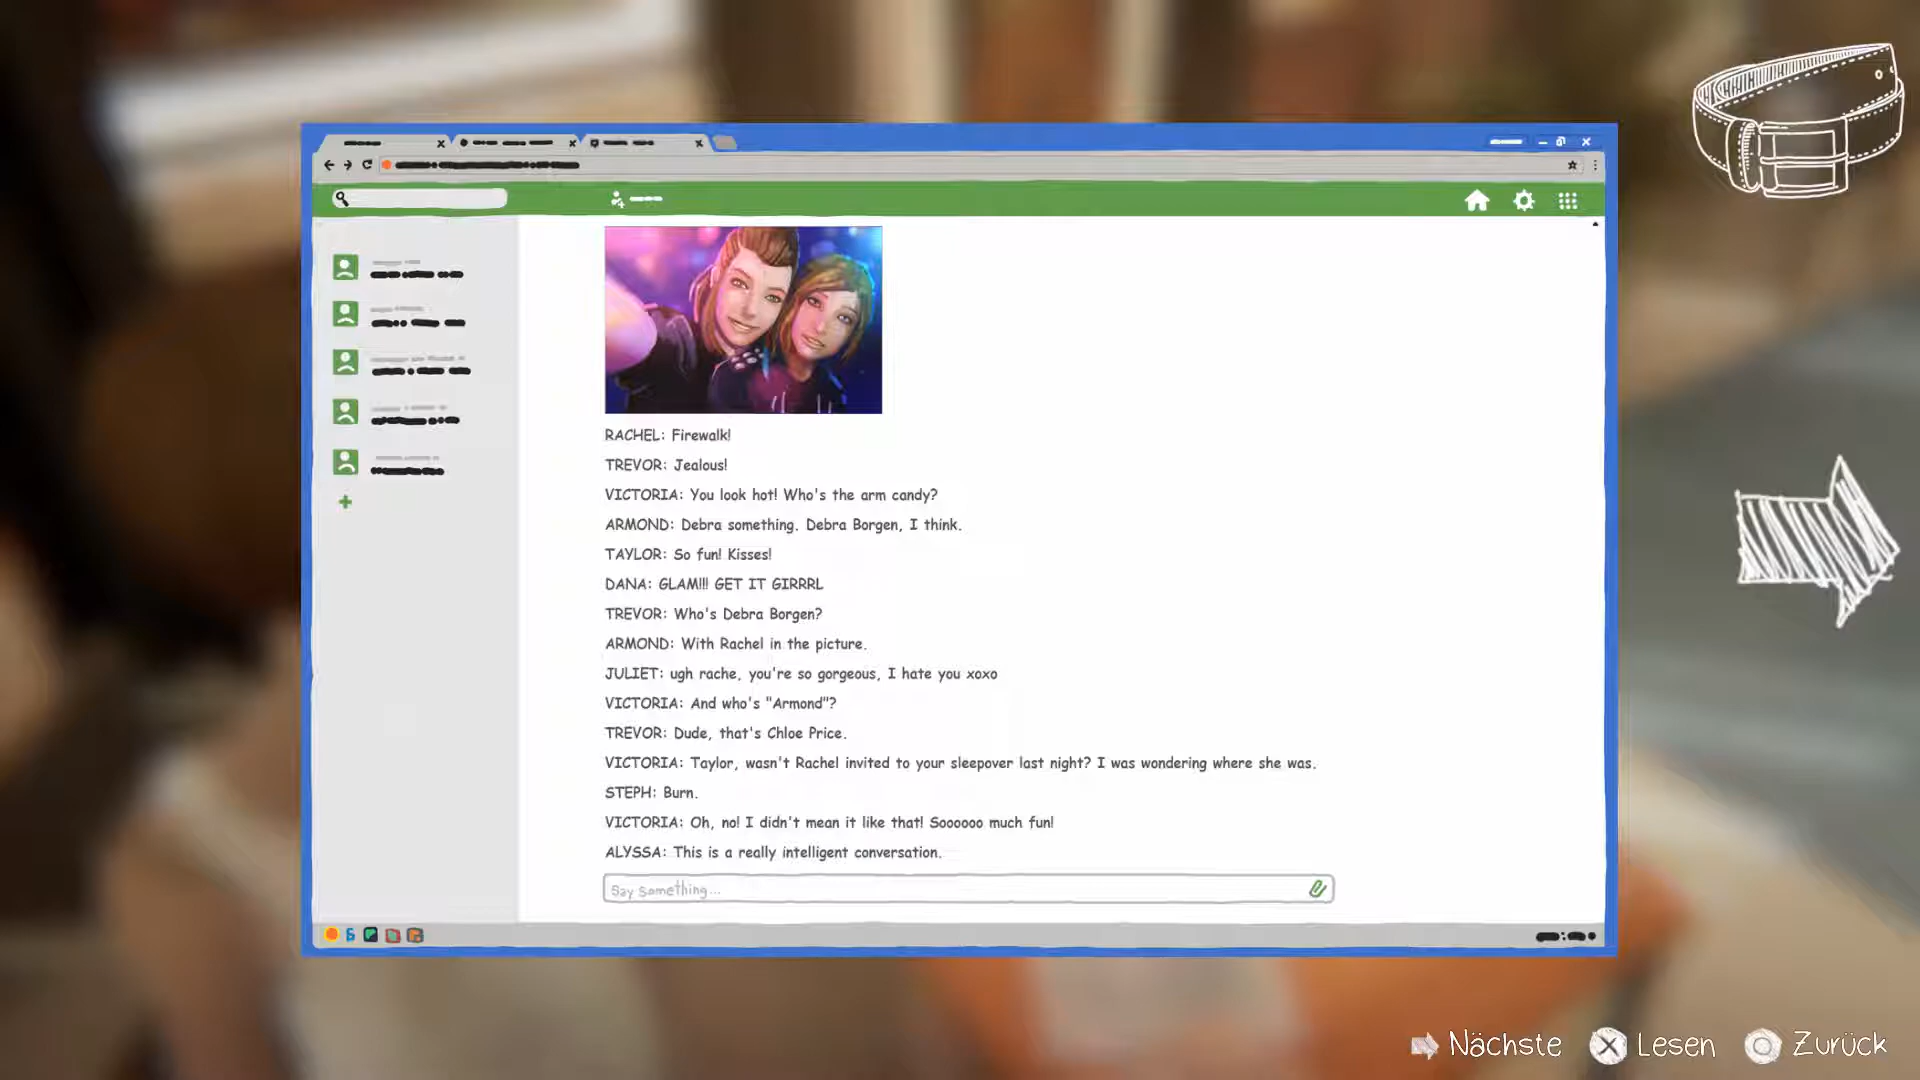 RACHEL: Firewalk!
TREVOR: Jealous!
VICTORIA: You look hot! Who's the arm candy?
ARMOND: Debra something. Debra Borgen, I think.
TAYLOR: So fun! Kisses!
DANA: GLAM!!! GET IT GIRRRL
TREVOR: Who's Debra Borgen?
ARMOND: With Rachel in the picture.
JULIET: ugh rache, you're so gorgeous, I hate you xoxo
VICTORIA: And who's "Armond"?
TREVOR: Dude, that's Chloe Price.
VICTORIA: Taylor, wasn't Rachel invited to your sleepover last night? I was wondering where she was.
STEPH: Burn.
VICTORIA: Oh, no! I didn't mean it like that! Soooooo much fun!
ALYSSA: This is a really intelligent conversation.
Say something...
Nächste Lesen Zurück